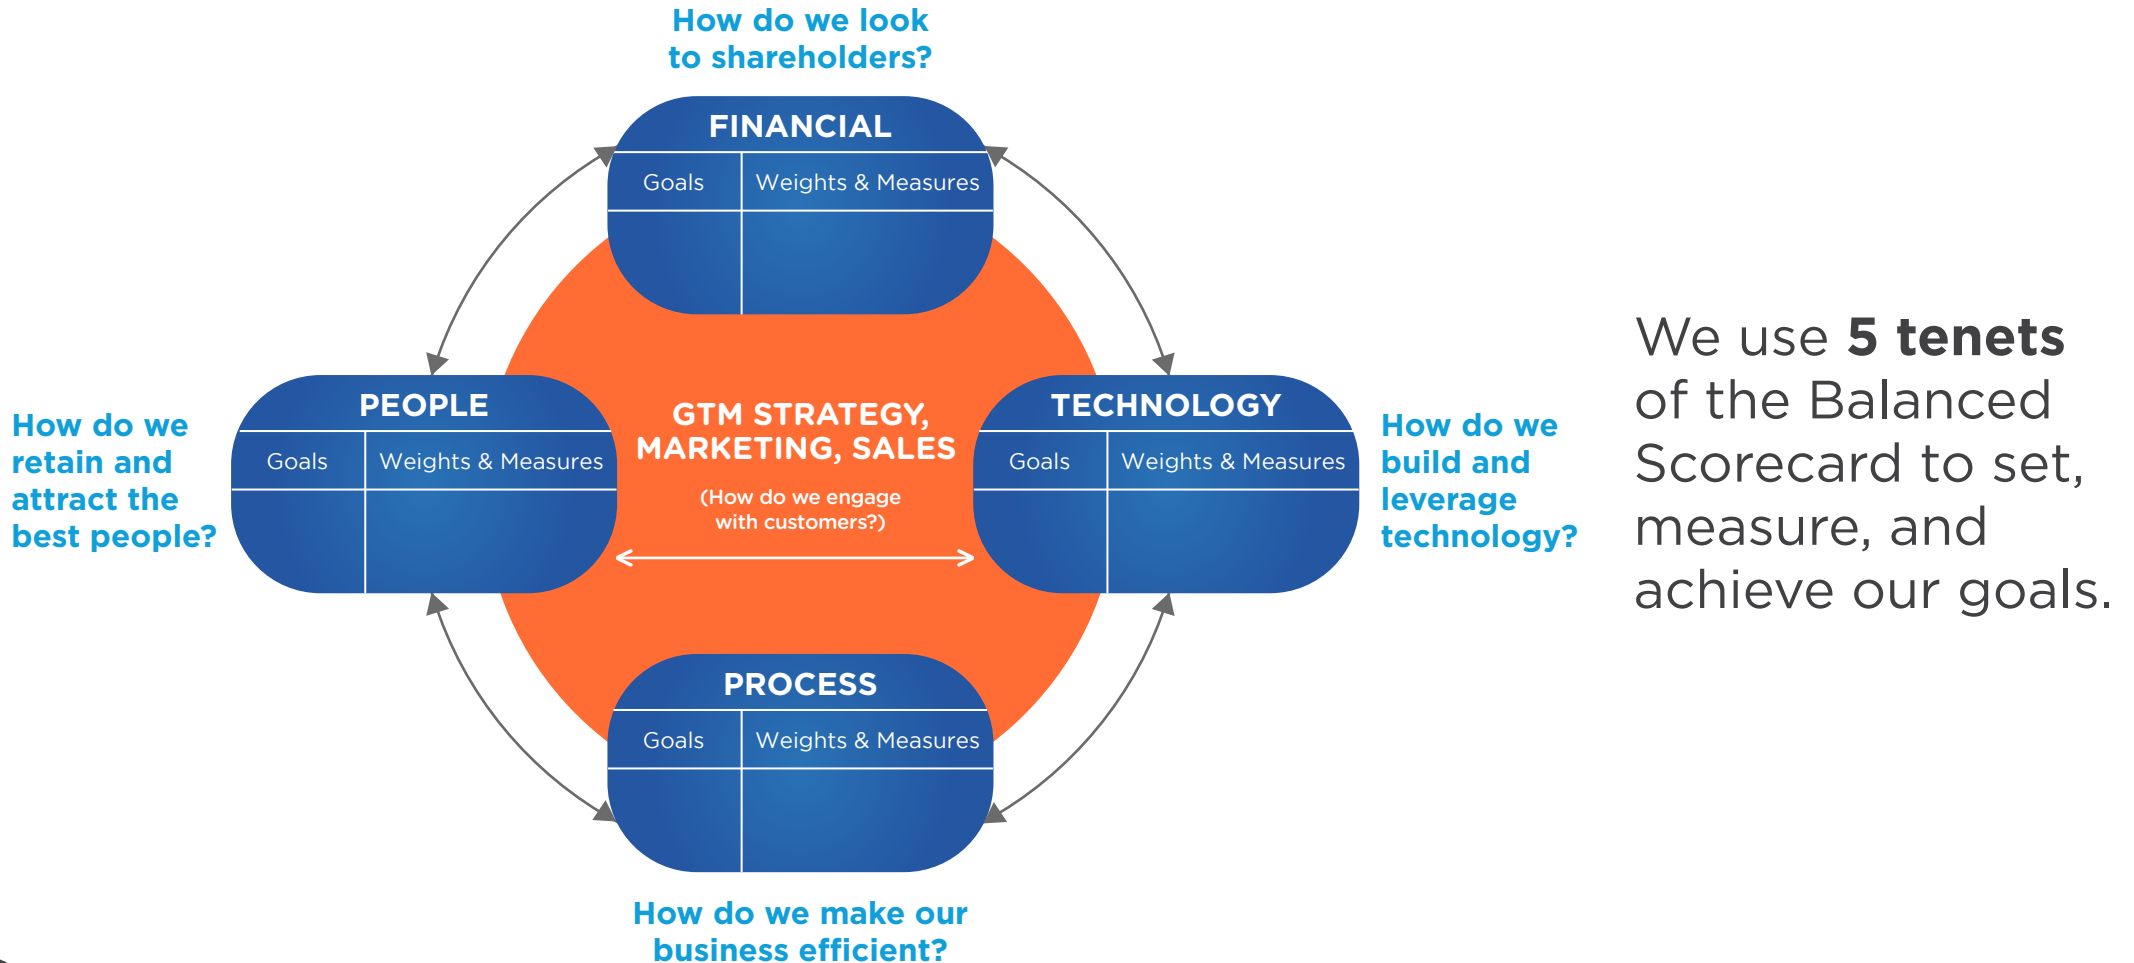 How do we look
to shareholders?
FINANCIAL
Goals
Weights & Measures
How do we
retain and
attract the
best people?
PEOPLE
Goals
Weights & Measures
GTM STRATEGY,
MARKETING, SALES
(How do we engage
with customers?)
TECHNOLOGY
Goals
Weights & Measures
How do we
build and
leverage
technology?
PROCESS
Goals
Weights & Measures
How do we make our
business efficient?
We use 5 tenets
of the Balanced
Scorecard to set,
measure, and
achieve our goals.